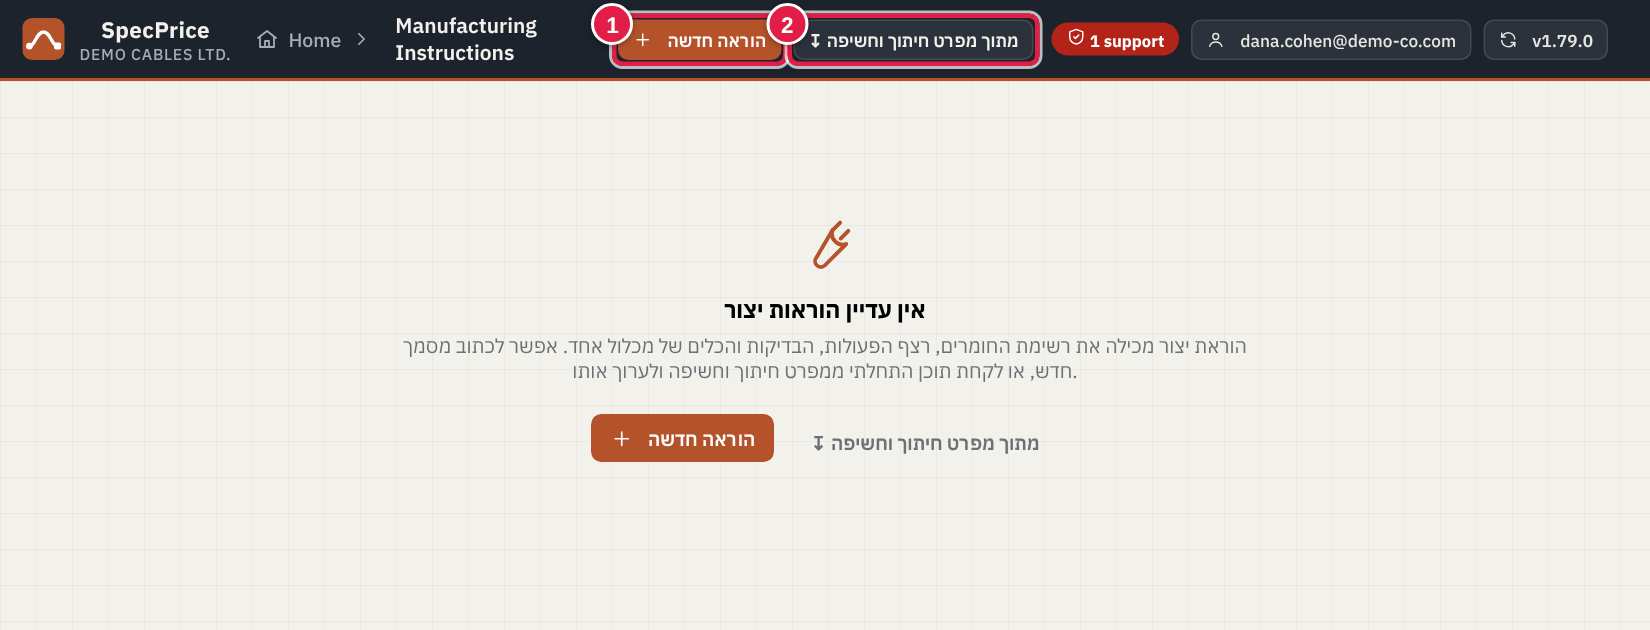 SpecPrice
DEMO CABLES LTD.
Home
Manufacturing
Instructions
1
הוראה חדשה
2
מתוך מפרט חיתוך וחשיפה ↧
1 support
dana.cohen@demo-co.com
v1.79.0
אין עדיין הוראות יצור
הוראת יצור מכילה את רשימת החומרים, רצף הפעולות, הבדיקות והכלים של מכלול אחד. אפשר לכתוב מסמך
חדש, או לקחת תוכן התחלתי ממפרט חיתוך וחשיפה ולערוך אותו.
הוראה חדשה
מתוך מפרט חיתוך וחשיפה ↧